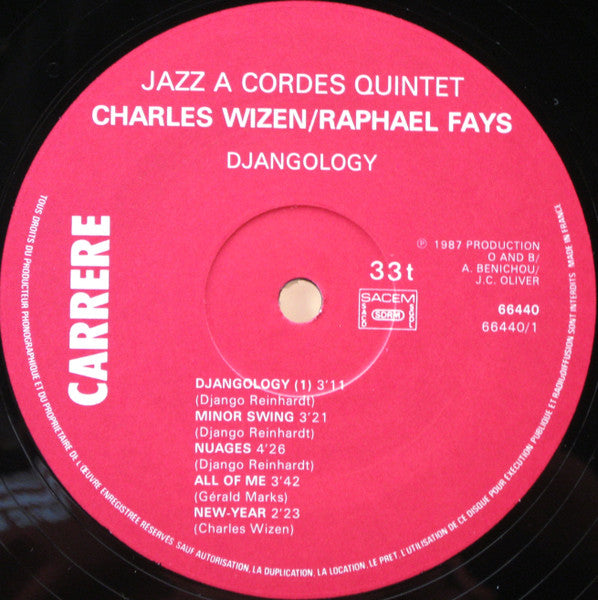 JAZZ A CORDES QUINTET
CHARLES WIZEN/RAPHAEL FAYS
DJANGOLOGY
CARRERE
33t
SACEM
SDRM
SACD
SGDL
℗ 1987 PRODUCTION
O AND B/
A. BENICHOU/
J.C. OLIVER
66440
66440/1
DJANGOLOGY (1) 3'11
(Django Reinhardt)
MINOR SWING 3'21
(Django Reinhardt)
NUAGES 4'26
(Django Reinhardt)
ALL OF ME 3'42
(Gérald Marks)
NEW-YEAR 2'23
(Charles Wizen)
TOUS DROITS DU PRODUCTEUR PHONOGRAPHIQUE ET DU PROPRIETAIRE DE L'ŒUVRE ENREGISTREE RESERVES. SAUF AUTORISATION, LA DUPLICATION, LA LOCATION, LE PRET, L'UTILISATION DE CE DISQUE POUR EXECUTION PUBLIQUE ET RADIODIFFUSION SONT INTERDITS. MADE IN FRANCE